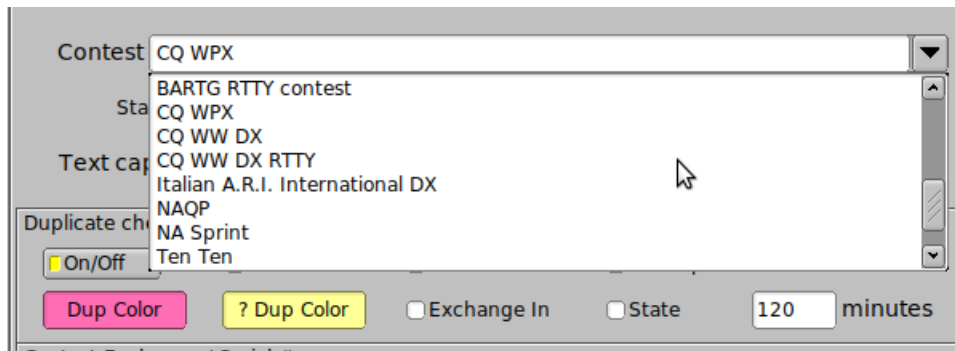 Contest CQ WPX
BARTG RTTY contest
CQ WPX
CQ WW DX
CQ WW DX RTTY
Italian A.R.I. International DX
NAQP
NA Sprint
Ten Ten
Duplicate
On/Off
Dup Color ? Dup Color Exchange In State 120 minutes